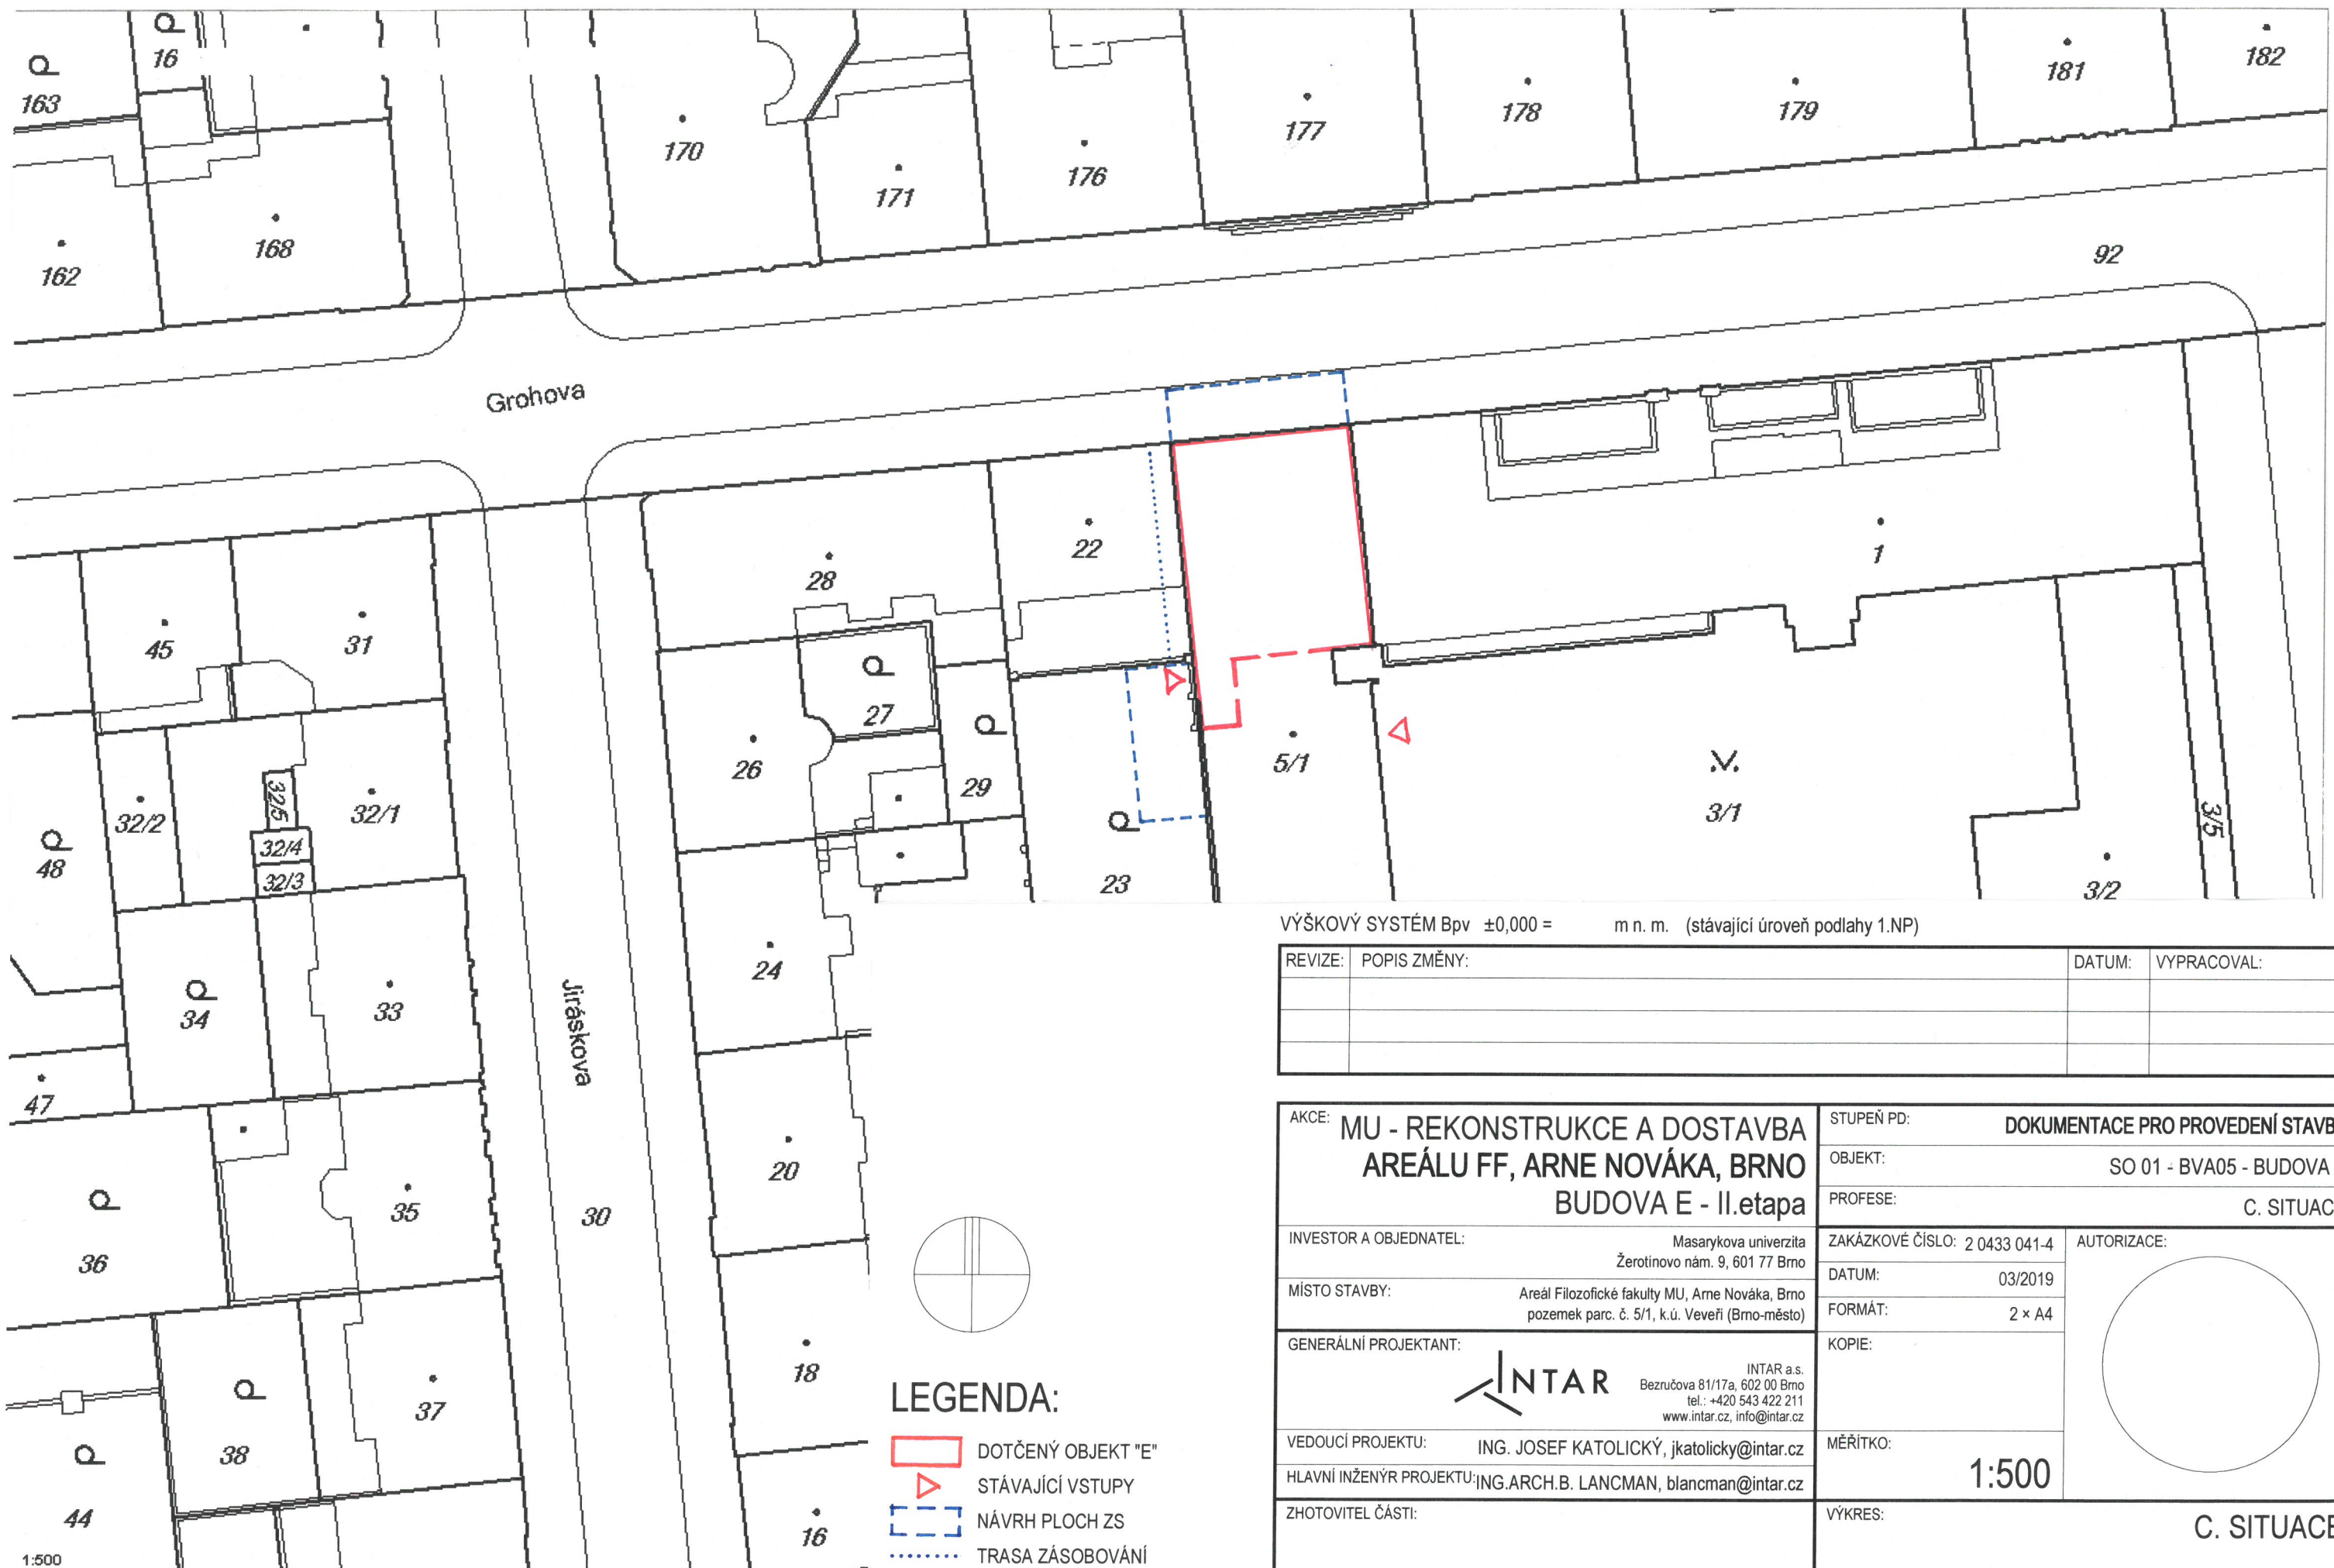 163
16
162
168
170
171
176
177
178
179
181
182
92
Grohova
45
31
28
22
1
48
32/2
32/5
32/4
32/3
32/1
26
27
29
23
5/1
.V.
3/1
3/5
3/2
34
33
24
Jiráskova
47
36
35
30
20
38
37
18
44
16
1:500
LEGENDA:
DOTČENÝ OBJEKT "E"
STÁVAJÍCÍ VSTUPY
NÁVRH PLOCH ZS
TRASA ZÁSOBOVÁNÍ
VÝŠKOVÝ SYSTÉM Bpv ±0,000 = m n. m. (stávající úroveň podlahy 1.NP)
REVIZE: POPIS ZMĚNY: DATUM: VYPRACOVAL:
AKCE: MU - REKONSTRUKCE A DOSTAVBA
AREÁLU FF, ARNE NOVÁKA, BRNO
BUDOVA E - II.etapa
STUPEŇ PD: DOKUMENTACE PRO PROVEDENÍ STAVB
OBJEKT: SO 01 - BVA05 - BUDOVA
PROFESE: C. SITUAC
INVESTOR A OBJEDNATEL: Masarykova univerzita
Žerotínovo nám. 9, 601 77 Brno
MÍSTO STAVBY: Areál Filozofické fakulty MU, Arne Nováka, Brno
pozemek parc. č. 5/1, k.ú. Veveří (Brno-město)
ZAKÁZKOVÉ ČÍSLO: 2 0433 041-4
AUTORIZACE:
DATUM: 03/2019
FORMÁT: 2 × A4
GENERÁLNÍ PROJEKTANT:
INTAR
INTAR a.s.
Bezručova 81/17a, 602 00 Brno
tel.: +420 543 422 211
www.intar.cz, info@intar.cz
KOPIE:
VEDOUCÍ PROJEKTU: ING. JOSEF KATOLICKÝ, jkatolicky@intar.cz
HLAVNÍ INŽENÝR PROJEKTU: ING.ARCH.B. LANCMAN, blancman@intar.cz
MĚŘÍTKO:
1:500
ZHOTOVITEL ČÁSTI:
VÝKRES:
C. SITUACE